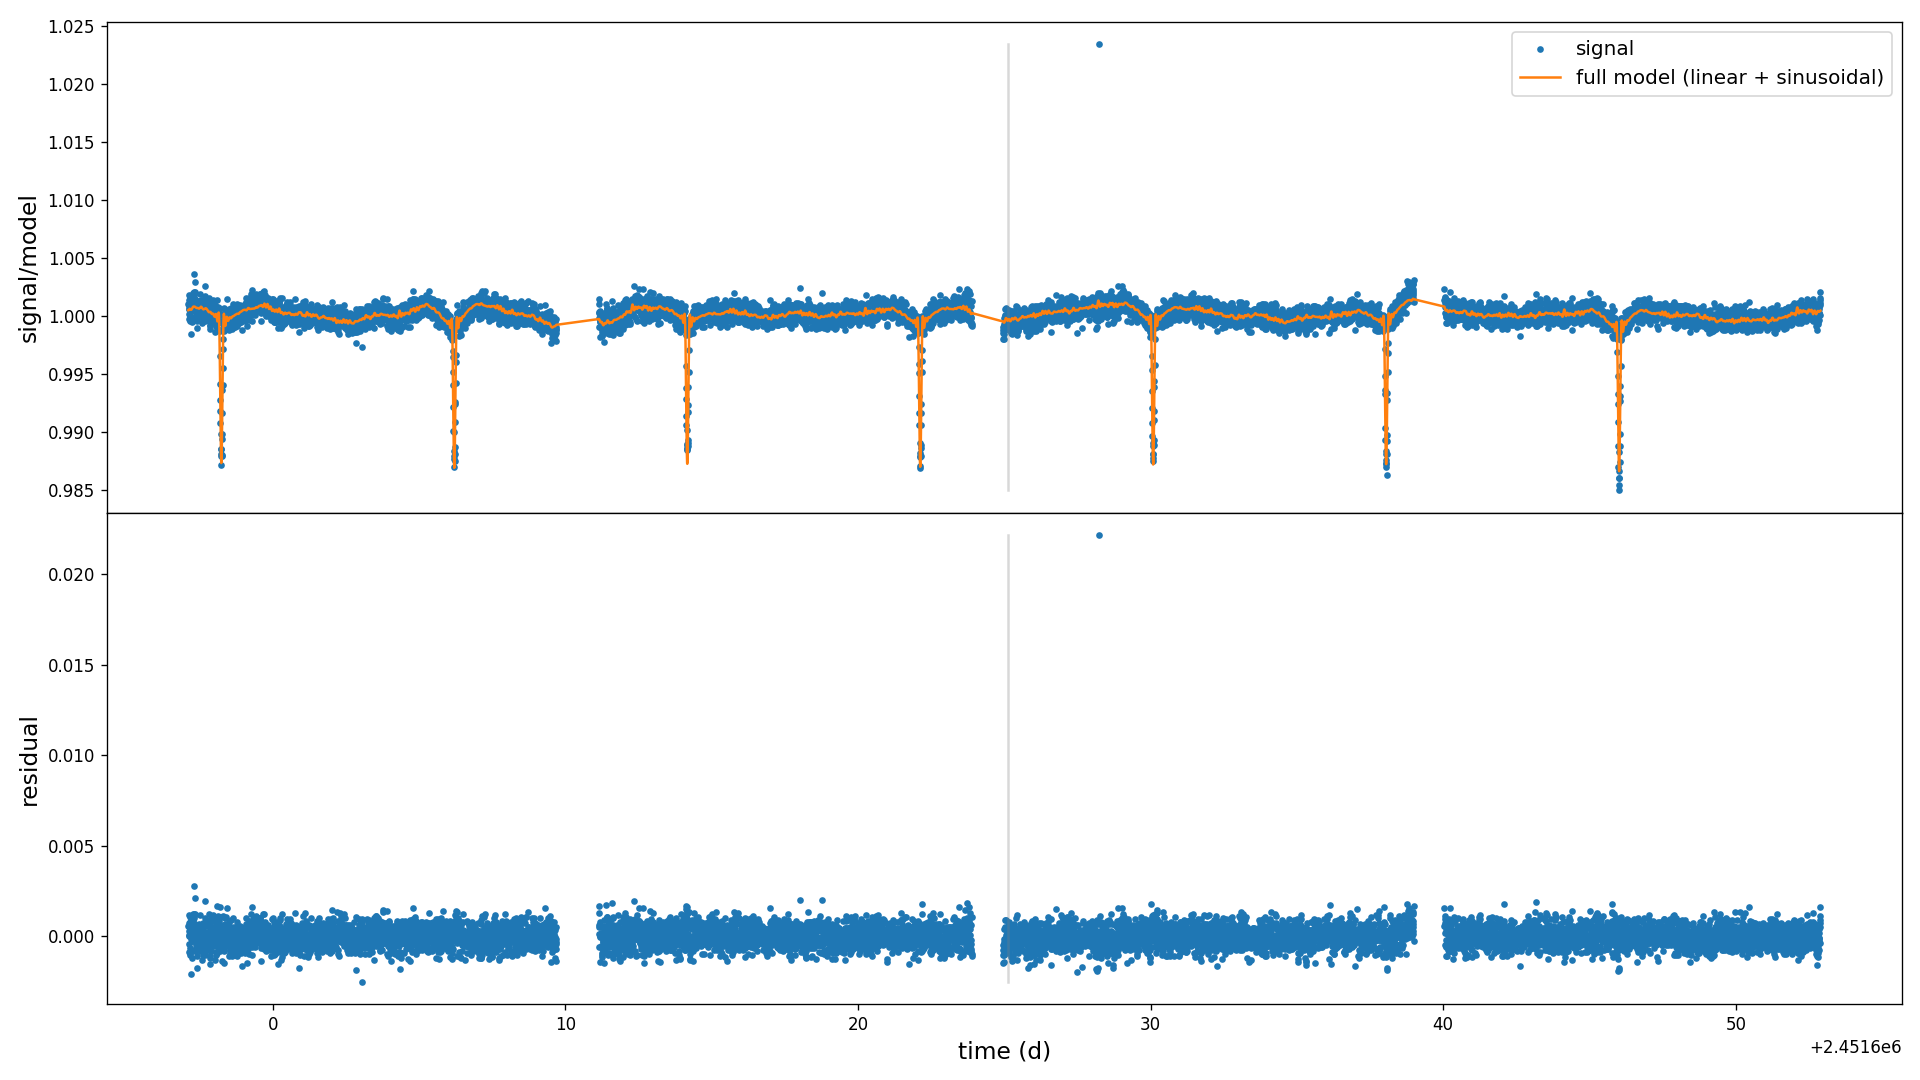 1.025
1.020
1.015
1.010
1.005
1.000
0.995
0.990
0.985
signal/model
signal
full model (linear + sinusoidal)
0.020
0.015
0.010
0.005
0.000
residual
0 10 20 30 40 50
time (d)
+2.4516e6